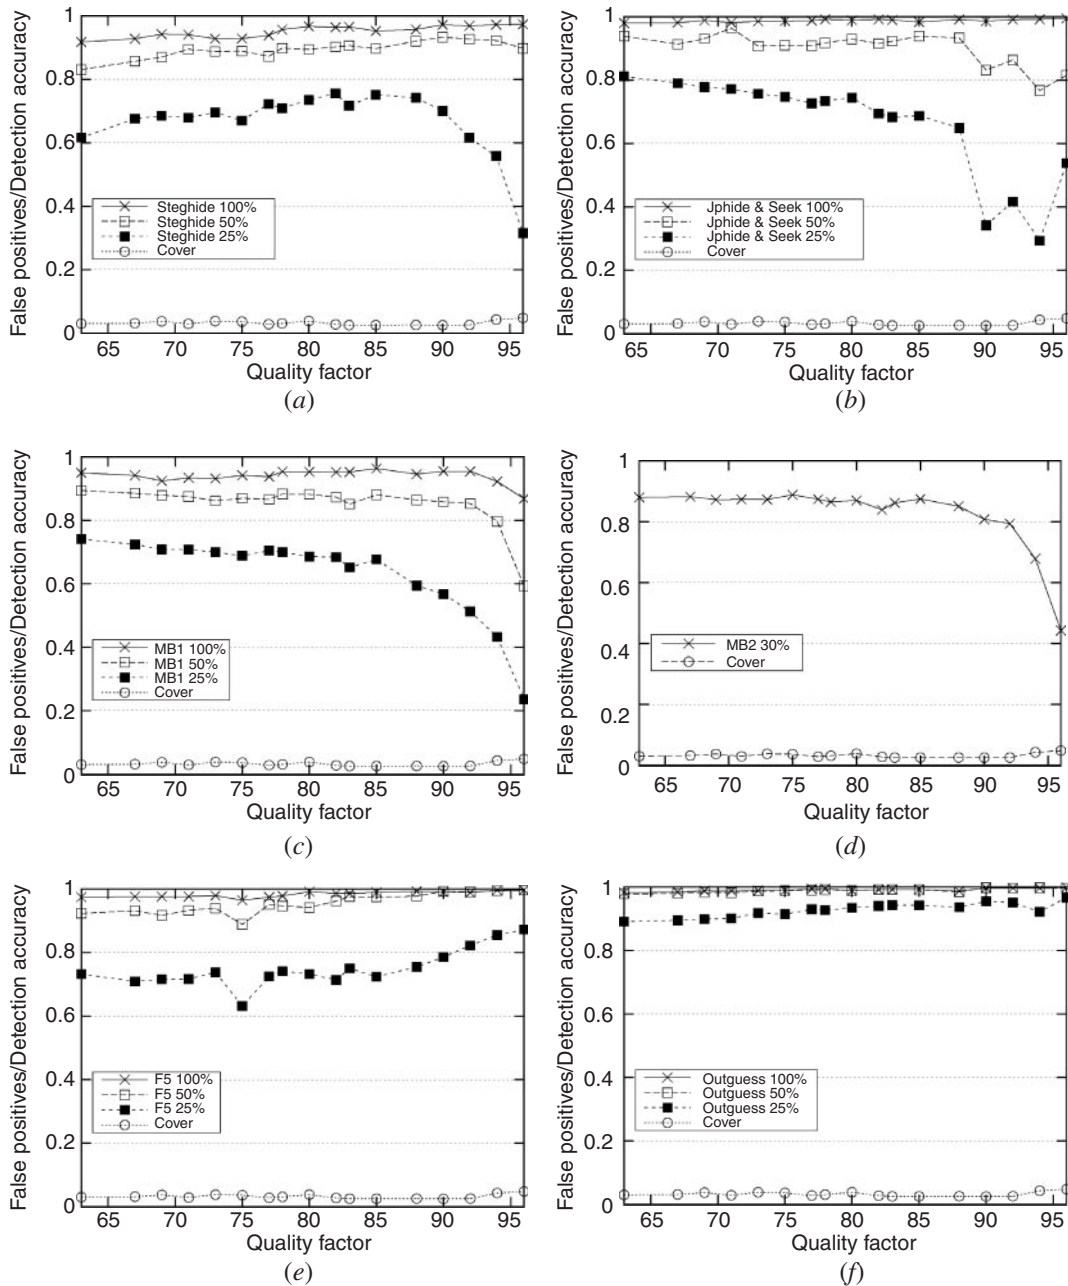 False positives/Detection accuracy
1
0.8
0.6
0.4
0.2
0
Steghide 100%
Steghide 50%
Steghide 25%
Cover
65 70 75 80 85 90 95
Quality factor
(a)
False positives/Detection accuracy
1
0.8
0.6
0.4
0.2
0
Jphide & Seek 100%
Jphide & Seek 50%
Jphide & Seek 25%
Cover
65 70 75 80 85 90 95
Quality factor
(b)
False positives/Detection accuracy
1
0.8
0.6
0.4
0.2
0
MB1 100%
MB1 50%
MB1 25%
Cover
65 70 75 80 85 90 95
Quality factor
(c)
False positives/Detection accuracy
1
0.8
0.6
0.4
0.2
0
MB2 30%
Cover
65 70 75 80 85 90 95
Quality factor
(d)
False positives/Detection accuracy
1
0.8
0.6
0.4
0.2
0
F5 100%
F5 50%
F5 25%
Cover
65 70 75 80 85 90 95
Quality factor
(e)
False positives/Detection accuracy
1
0.8
0.6
0.4
0.2
0
Outguess 100%
Outguess 50%
Outguess 25%
Cover
65 70 75 80 85 90 95
Quality factor
(f)